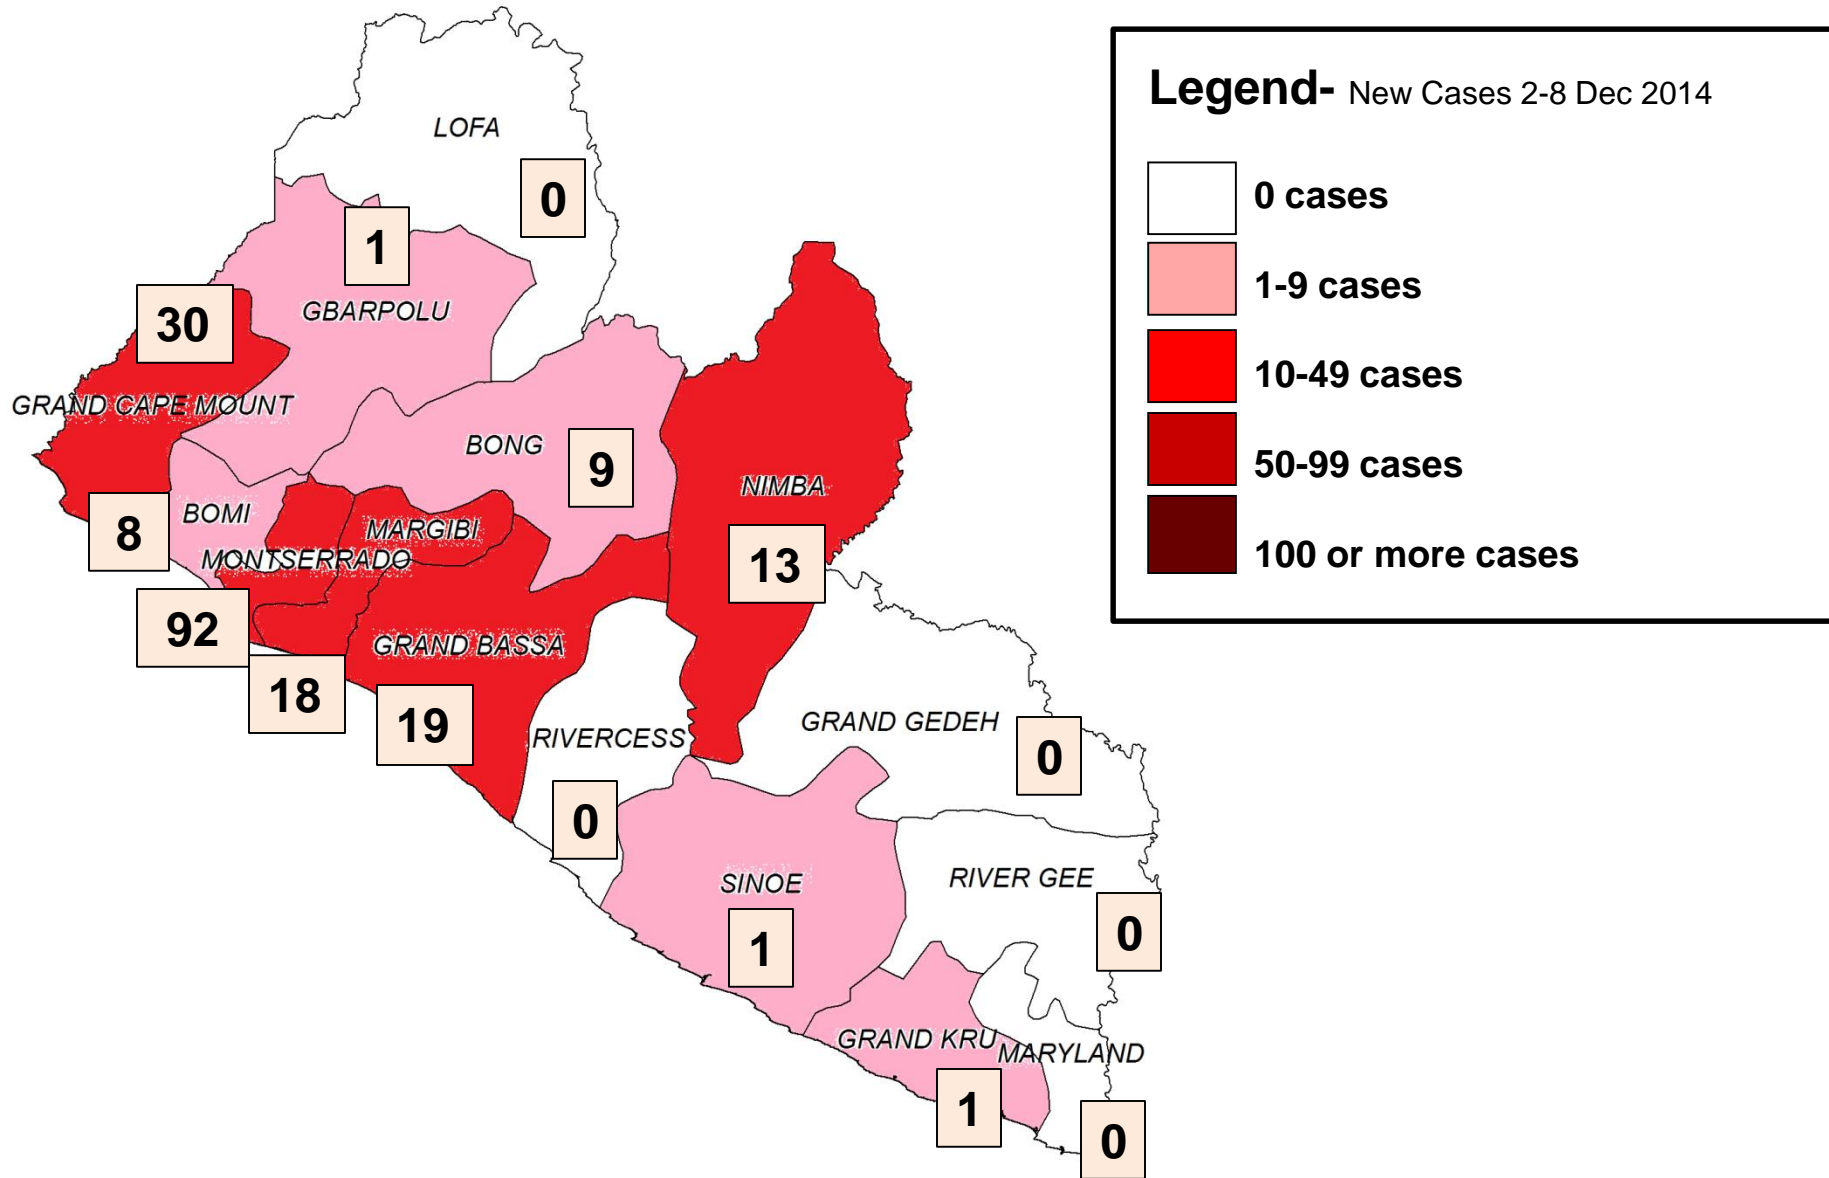 Legend- New Cases 2-8 Dec 2014
0 cases
1-9 cases
10-49 cases
50-99 cases
100 or more cases
LOFA
0
1
GBARPOLU
30
GRAND CAPE MOUNT
BONG
9
NIMBA
13
BOMI
8
MARGIBI
MONTSERRADO
92
18
GRAND BASSA
19
RIVERCESS
0
GRAND GEDEH
0
SINOE
1
RIVER GEE
0
GRAND KRU
1
MARYLAND
0